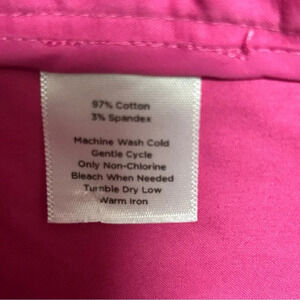 97% Cotton
3% Spandex
Machine Wash Cold
Gentle Cycle
Only Non-Chlorine
Bleach When Needed
Tumble Dry Low
Warm Iron